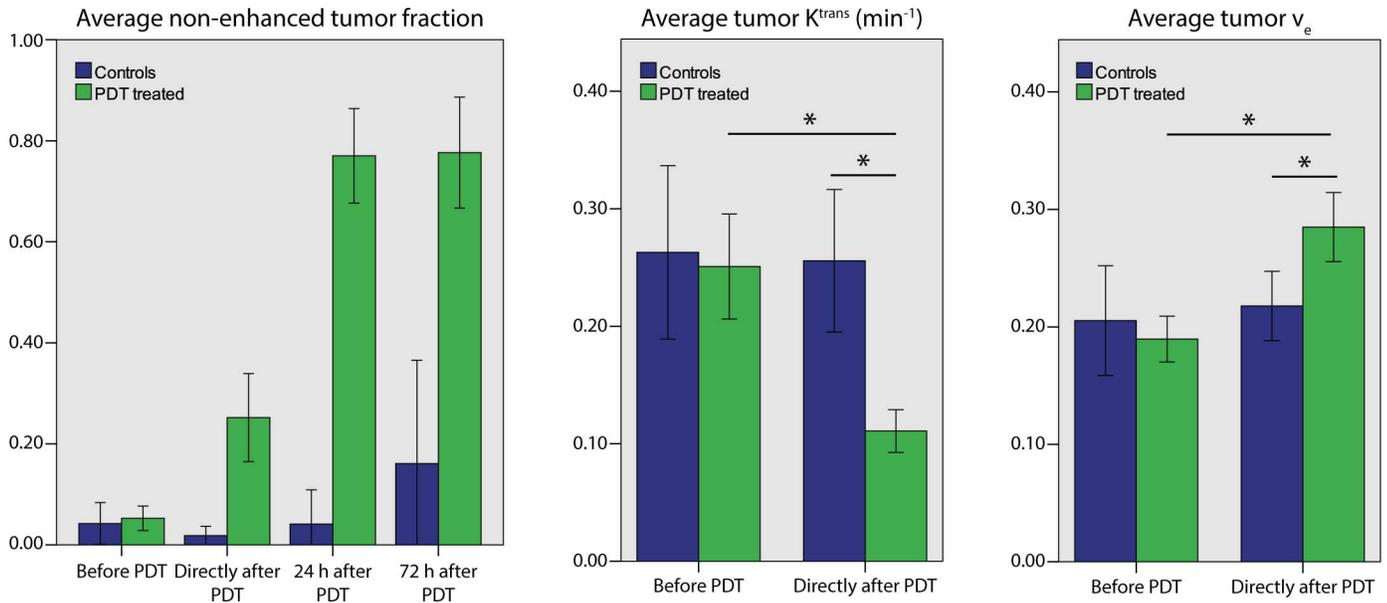 Average non-enhanced tumor fraction
1.00
0.80
0.60
0.40
0.20
0.00
Controls
PDT treated
Before PDT
Directly after
PDT
24 h after
PDT
72 h after
PDT
Average tumor Ktrans (min-1)
0.40
0.30
0.20
0.10
0.00
Controls
PDT treated
*
*
Before PDT
Directly after PDT
Average tumor ve
0.40
0.30
0.20
0.10
0.00
Controls
PDT treated
*
*
Before PDT
Directly after PDT